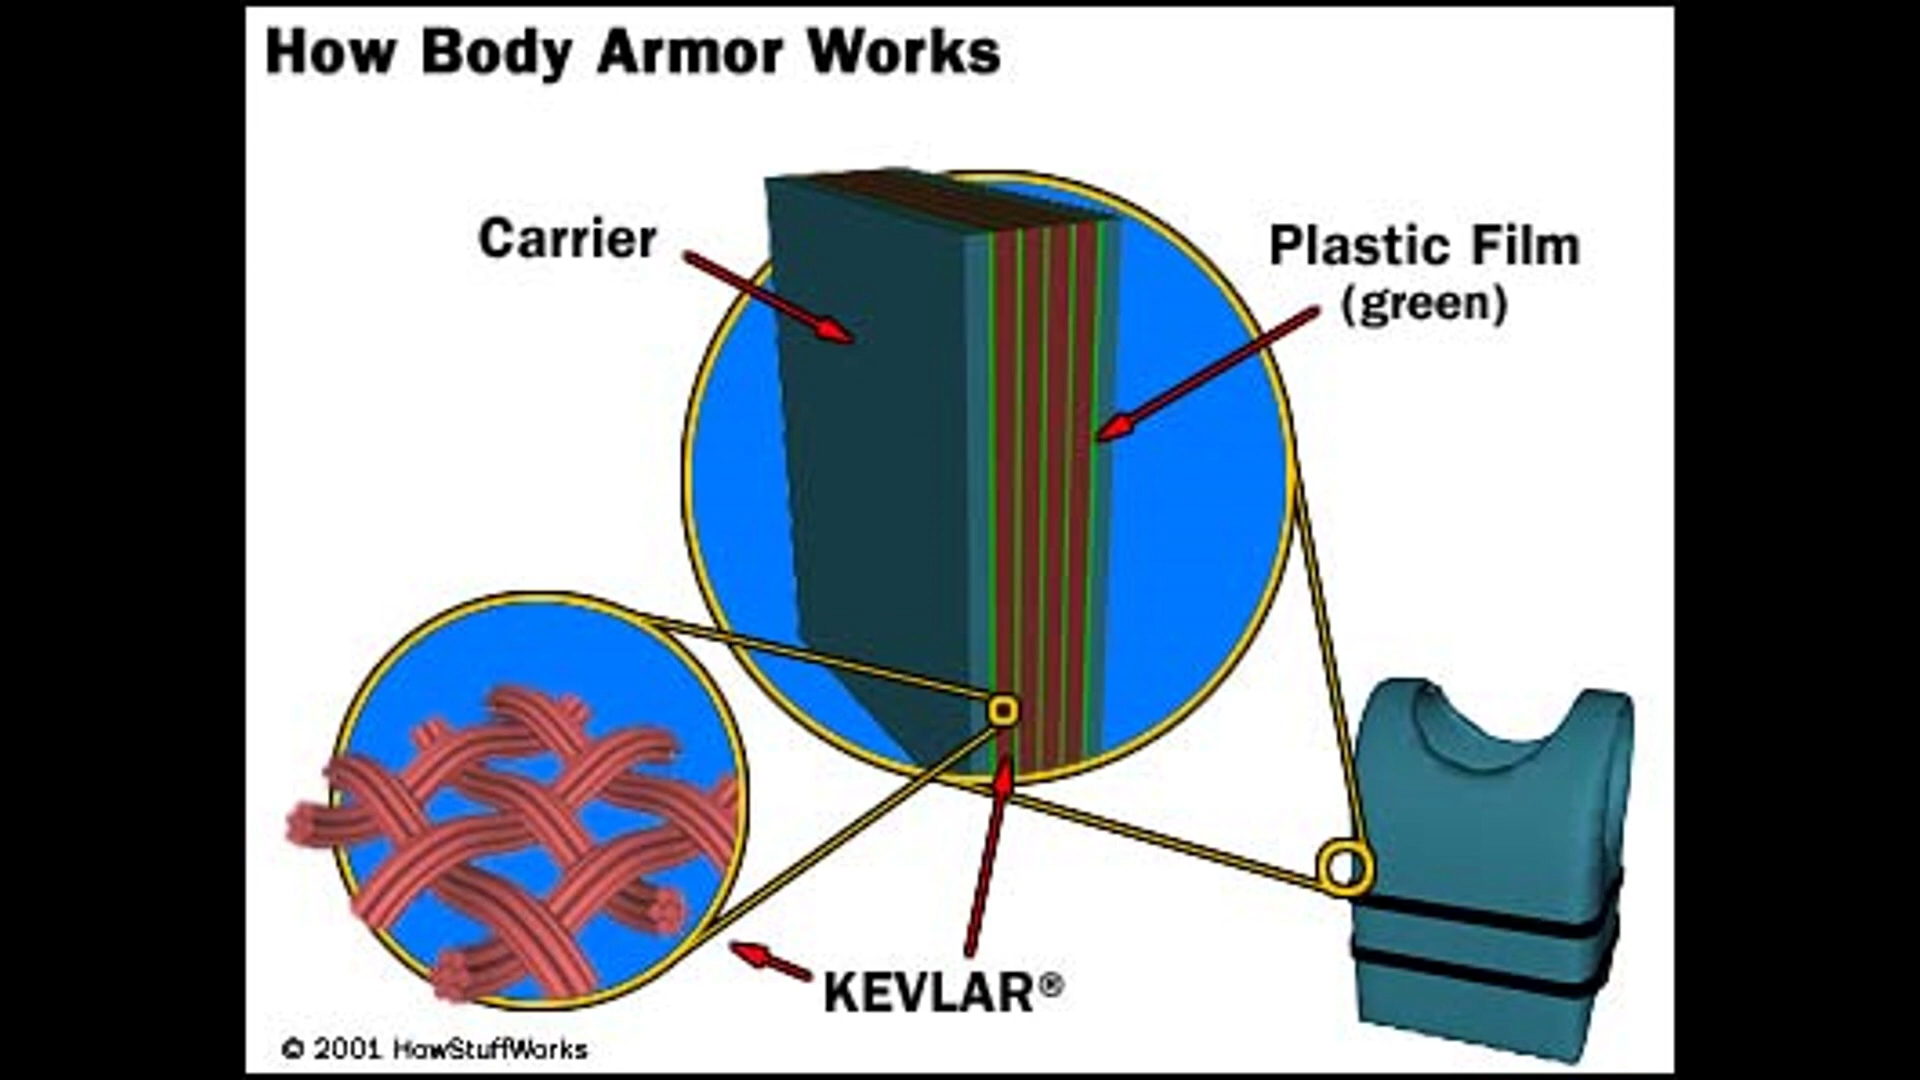 How Body Armor Works
Carrier
Plastic Film
(green)
KEVLAR®
© 2001 HowStuffWorks